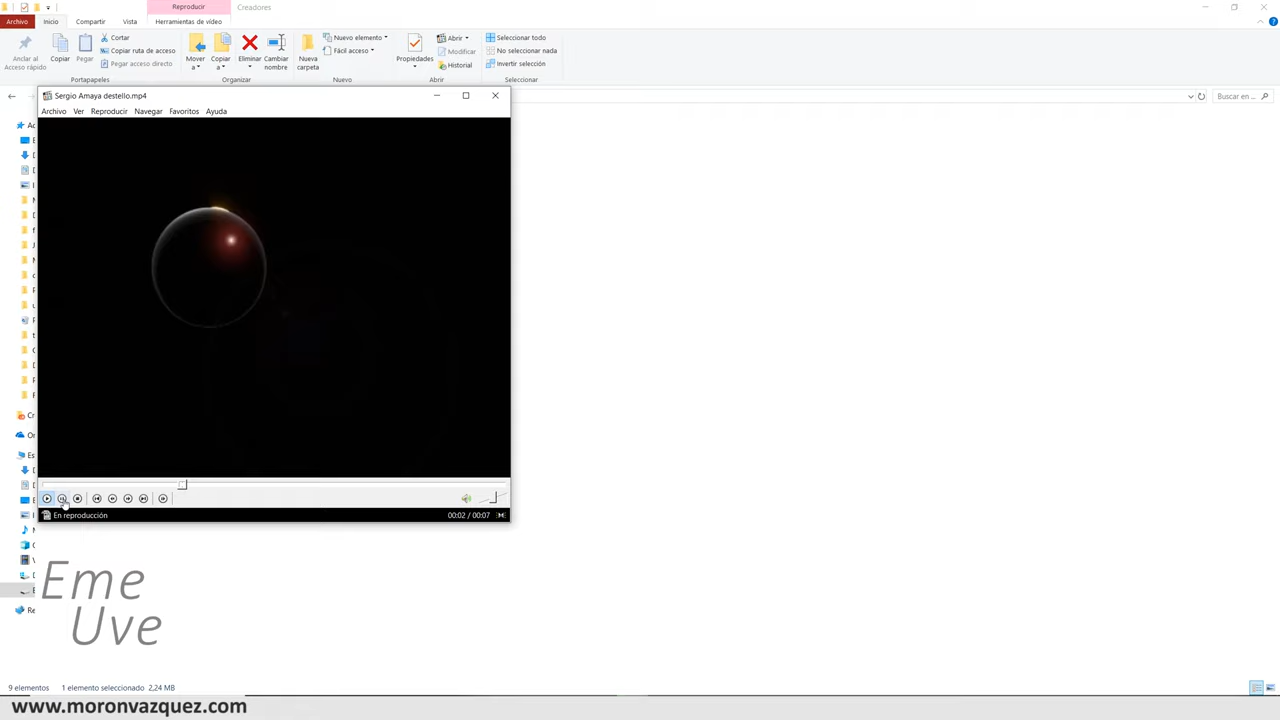 Reproducir
Creadores
Archivo
Inicio
Compartir
Vista
Herramientas de vídeo
Anclar al
Acceso rápido
Copiar
Pegar
Cortar
Copiar ruta de acceso
Pegar acceso directo
Portapapeles
Mover
a
Copiar
a
Eliminar
Cambiar
nombre
Organizar
Nueva
carpeta
Nuevo elemento
Fácil acceso
Nuevo
Propiedades
Abrir
Modificar
Historial
Abrir
Seleccionar todo
No seleccionar nada
Invertir selección
Seleccionar
Buscar en ...
Sergio Amaya destello.mp4
Archivo
Ver
Reproducir
Navegar
Favoritos
Ayuda
En reproducción
00:02 / 00:07
Eme
Uve
9 elementos
1 elemento seleccionado
2,24 MB
www.moronvazquez.com